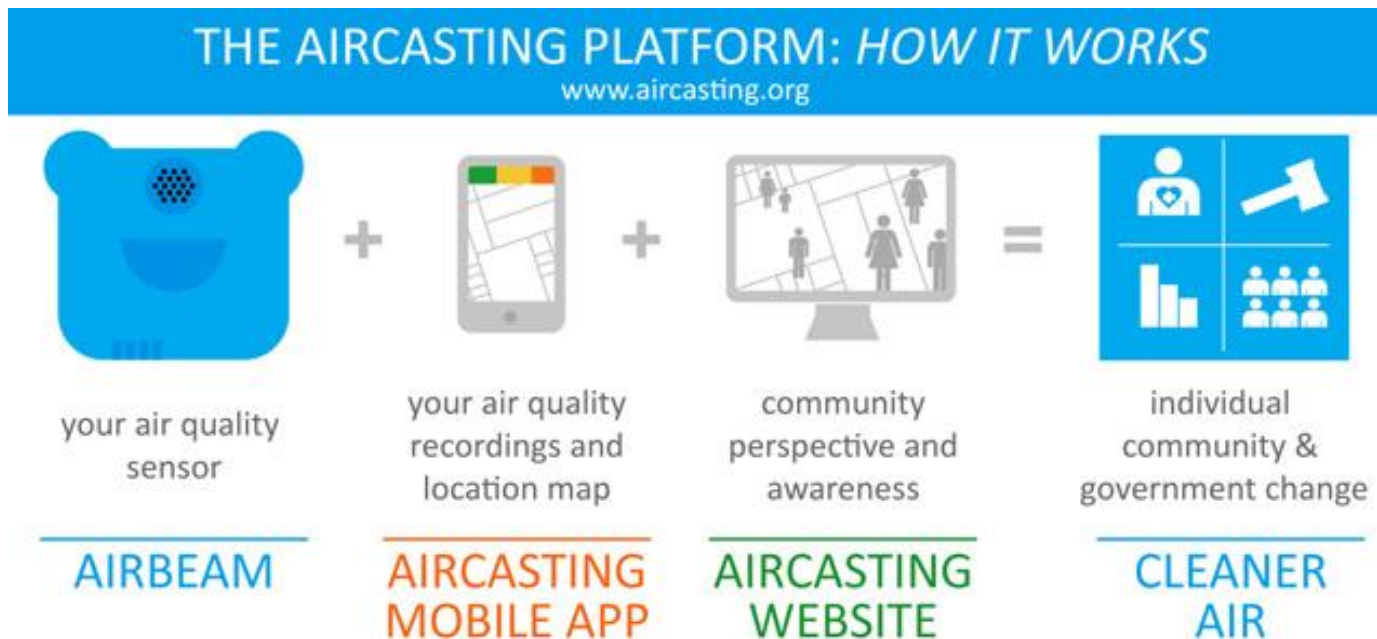 THE AIRCASTING PLATFORM: HOW IT WORKS
www.aircasting.org
your air quality
sensor
AIRBEAM
your air quality
recordings and
location map
AIRCASTING
MOBILE APP
community
perspective and
awareness
AIRCASTING
WEBSITE
individual
community &
government change
CLEANER
AIR